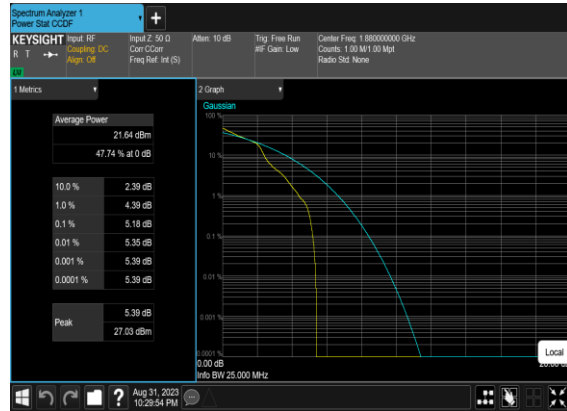 Spectrum Analyzer 1
Power Stat CCDF
KEYSIGHT
R T
LXI
Input: RF
Coupling: DC
Align: Off
Input Z: 50 Ω
Corr CCorr
Freq Ref: Int (S)
Atten: 10 dB
Trig: Free Run
#IF Gain: Low
Center Freq: 1.880000000 GHz
Counts: 1.00 M/1.00 Mpt
Radio Std: None
1 Metrics
Average Power
21.64 dBm
47.74 % at 0 dB
10.0 % 2.39 dB
1.0 % 4.39 dB
0.1 % 5.18 dB
0.01 % 5.35 dB
0.001 % 5.39 dB
0.0001 % 5.39 dB
Peak
5.39 dB
27.03 dBm
2 Graph
Gaussian
100 %
10 %
1 %
0.1 %
0.01 %
0.001 %
0.0001 %
0.00 dB
Info BW 25.000 MHz
Local
?
Aug 31, 2023
10:29:54 PM